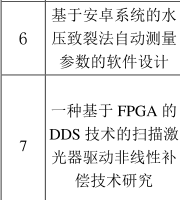 6
基于安卓系统的水
压致裂法自动测量
参数的软件设计
7
一种基于 FPGA 的
DDS 技术的扫描激
光器驱动非线性补
偿技术研究